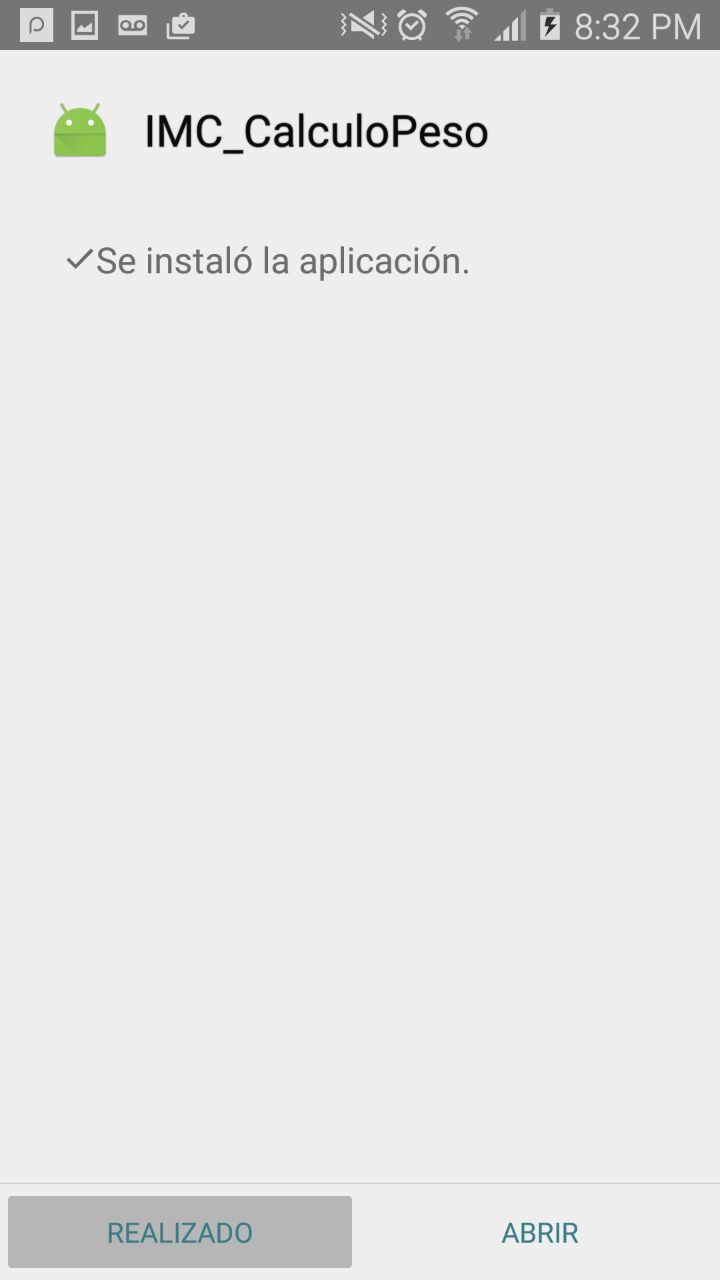 8:32 PM
IMC_CalculoPeso
Se instaló la aplicación.
REALIZADO
ABRIR